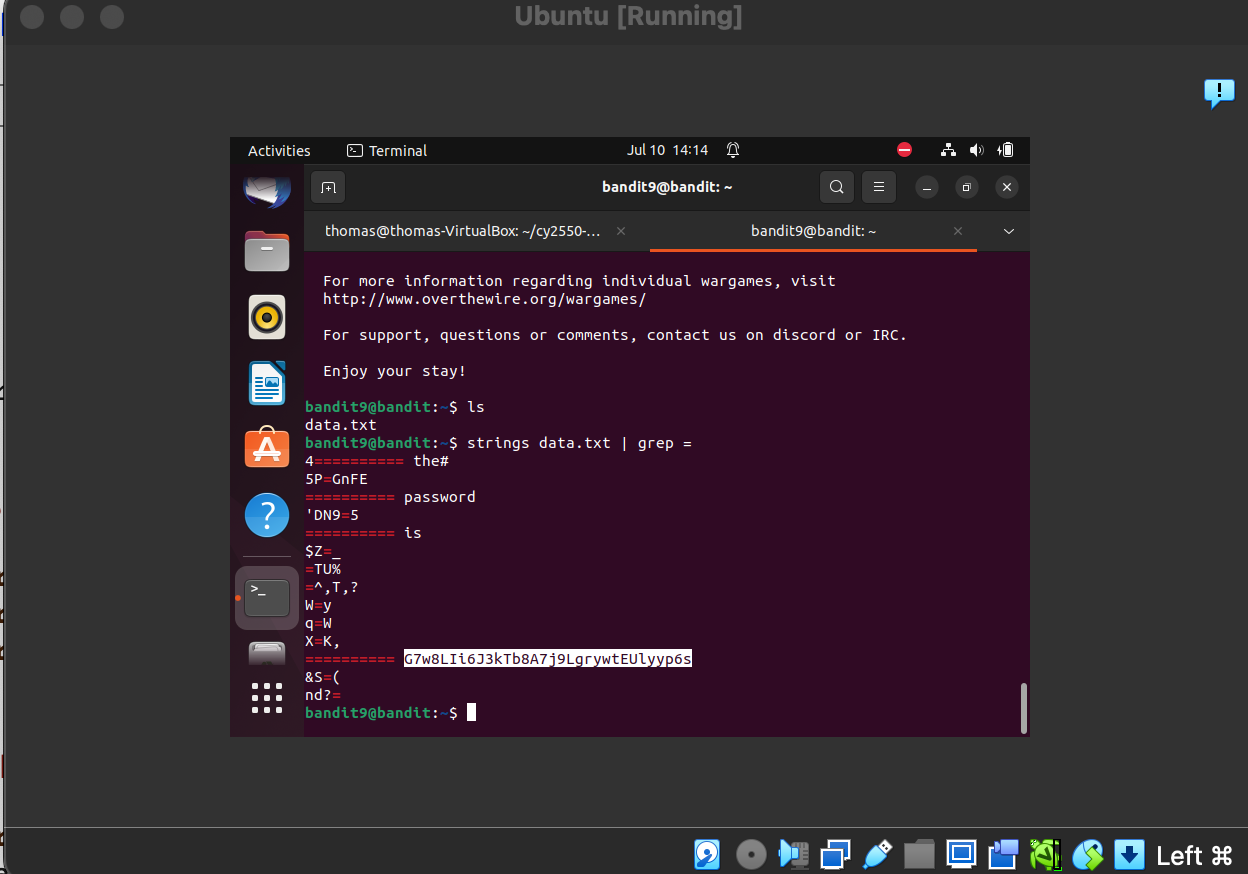 Ubuntu [Running]
Activities
Terminal
Jul 10 14:14
bandit9@bandit: ~
thomas@thomas-VirtualBox: ~/cy2550-...
bandit9@bandit: ~
For more information regarding individual wargames, visit
http://www.overthewire.org/wargames/
For support, questions or comments, contact us on discord or IRC.
Enjoy your stay!
bandit9@bandit:~$ ls
data.txt
bandit9@bandit:~$ strings data.txt | grep =
4========== the#
5P=GnFE
========== password
'DN9=5
========== is
$Z=_
=TU%
=^,T,?
W=y
q=W
X=K,
========== G7w8LIi6J3kTb8A7j9LgrywtEUlyyp6s
&S=(
nd?=
bandit9@bandit:~$
Left ⌘